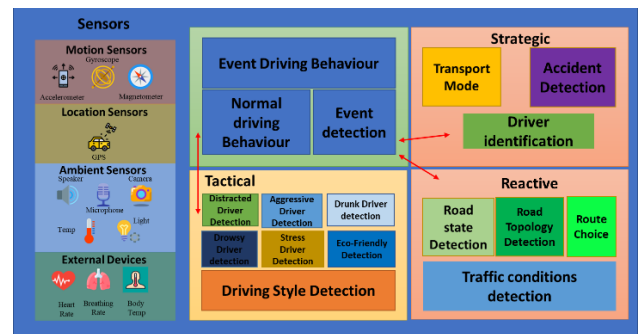 Sensors
Motion Sensors
Gyroscope
Accelerometer
Magnetometer
Location Sensors
GPS
Ambient Sensors
Speaker
Camera
Microphone
Temp
Light
External Devices
Heart
Rate
Breathing
Rate
Body
Temp
Event Driving Behaviour
Normal
driving
Behaviour
Event
detection
Strategic
Transport
Mode
Accident
Detection
Driver
identification
Tactical
Distracted
Driver
Detection
Aggressive
Driver
Detection
Drunk Driver
detection
Drowsy
Driver
detection
Stress
Driver
Detection
Eco-Friendly
Detection
Driving Style Detection
Reactive
Road
state
Detection
Road
Topology
Detection
Route
Choice
Traffic conditions
detection